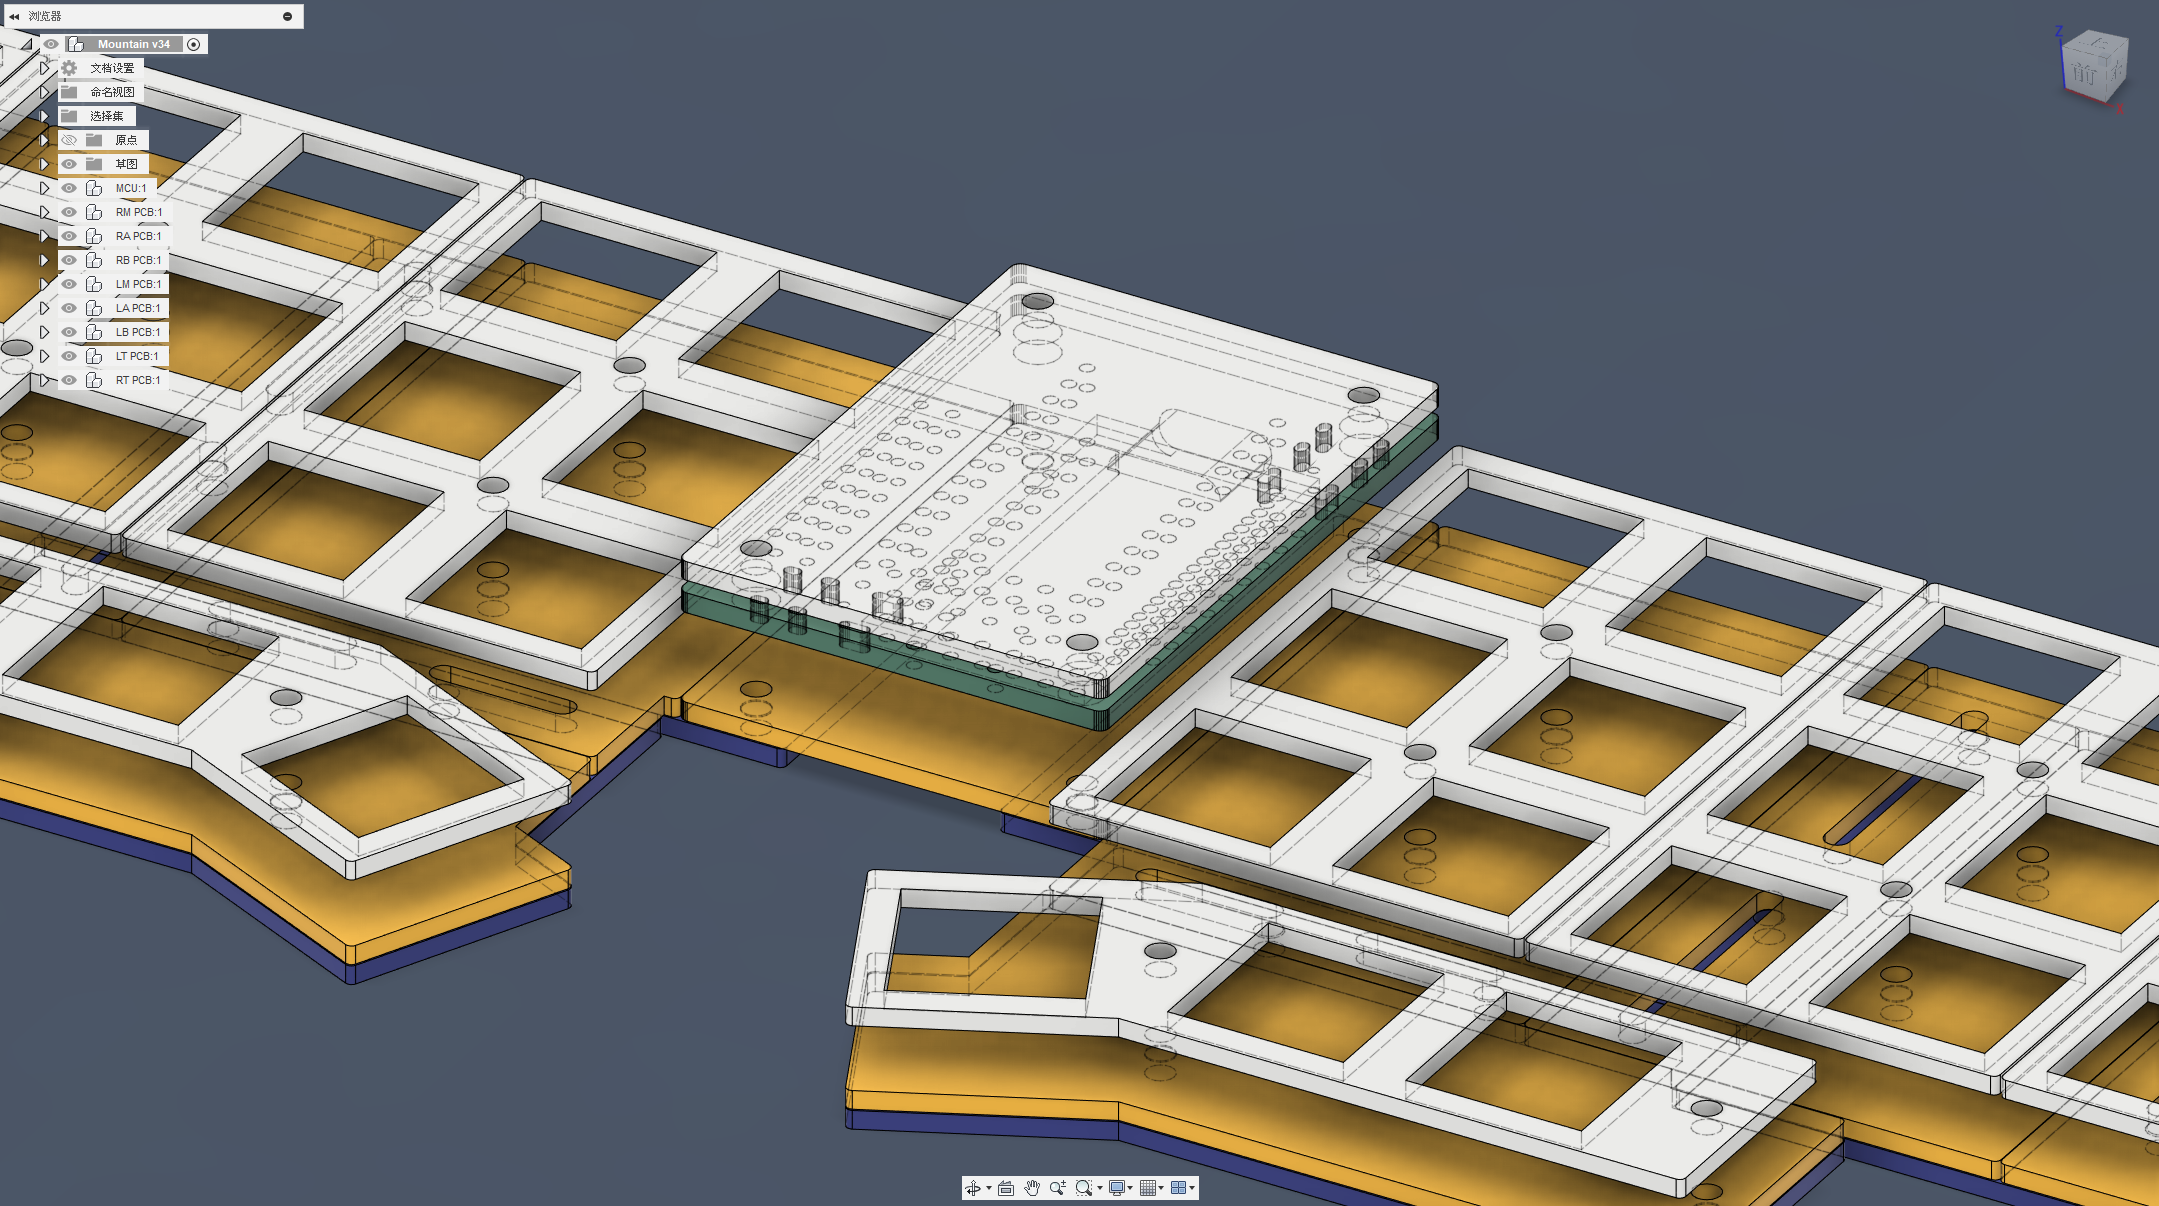 浏览器
Mountain v34
文档设置
命名视图
选择集
原点
草图
MCU:1
RM PCB:1
RA PCB:1
RB PCB:1
LM PCB:1
LA PCB:1
LB PCB:1
LT PCB:1
RT PCB:1
Z
上
前
X